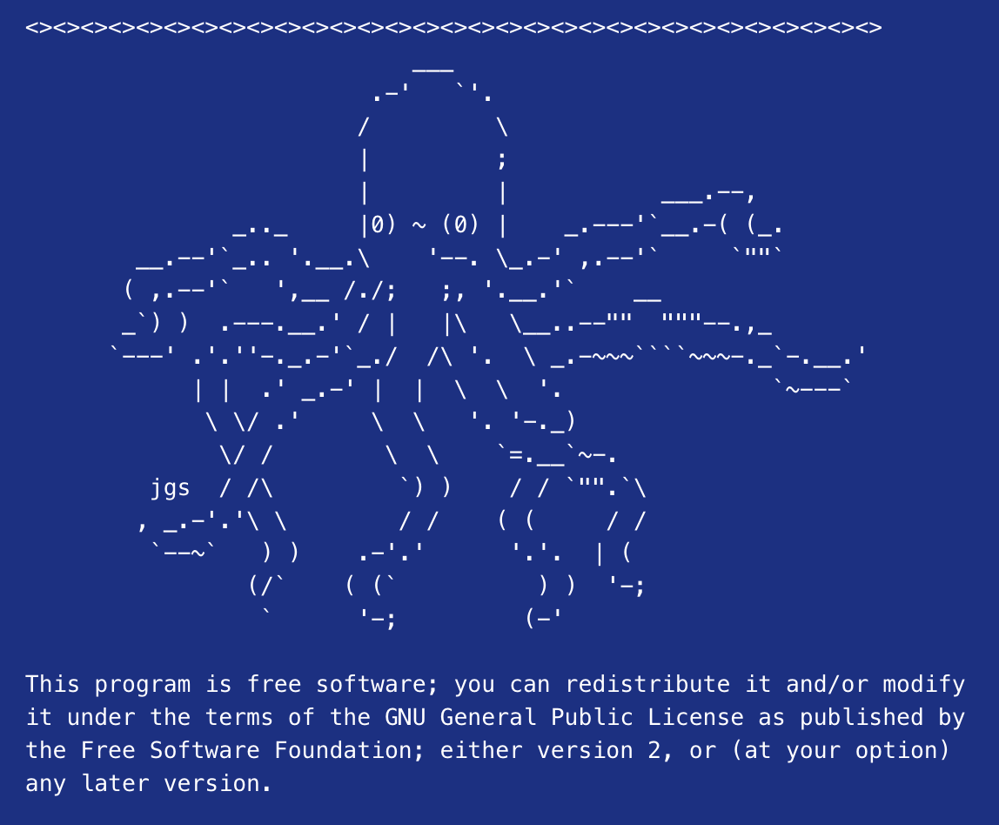 <><><><><><><><><><><><><><><><><><><><><><><><><><><><><><><>
                            ___
                         .-'   `'.
                        /         \
                        |         ;
                        |         |           ___.--,
               _.._     |0) ~ (0) |    _.---'`__.-( (_.
        __.--'`_.. '.__.\    '--. \_.-' ,.--'`     `""`
       ( ,.--'`   ',__ /./;   ;, '.__.'`    __
       _`) )  .---.__.' / |   |\   \__..--""  """--.,_
      `---' .'.''-._.-'`_./  /\ '.  \ _.-~~~````~~~-._`-.__.'
            | |  .' _.-' |  |  \  \  '.               `~---`
             \ \/ .'     \  \   '. '-._)
              \/ /        \  \    `=.__`~-.
         jgs  / /\         `) )    / / `"".`\
        , _.-'.'\ \        / /    ( (     / /
         `--~`   ) )    .-'.'      '.'.  | (
                (/`    ( (`          ) )  '-;
                 `      '-;         (-'
This program is free software; you can redistribute it and/or modify
it under the terms of the GNU General Public License as published by
the Free Software Foundation; either version 2, or (at your option)
any later version.